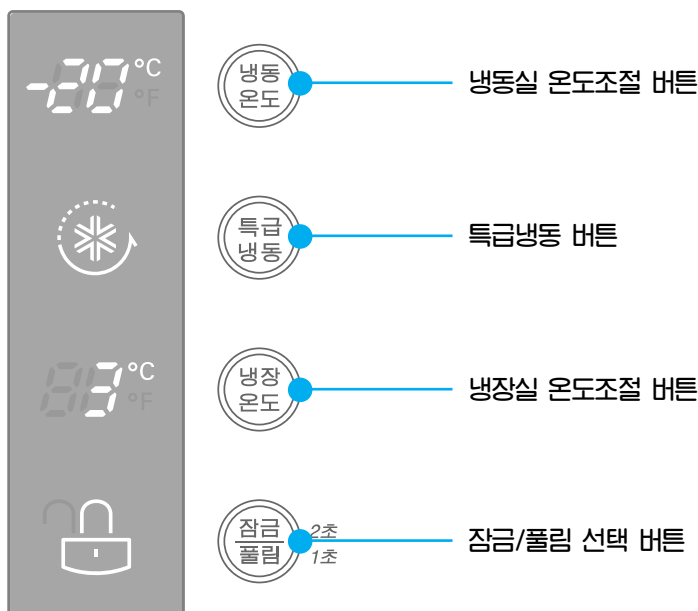 -20 °C
°F
냉동
온도
냉동실 온도조절 버튼
특급
냉동
특급냉동 버튼
3 °C
°F
냉장
온도
냉장실 온도조절 버튼
잠금 2초
풀림 1초
잠금/풀림 선택 버튼